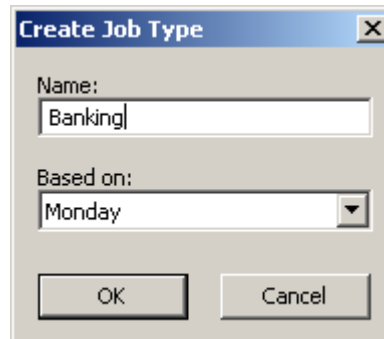 Create Job Type
Name:
Banking
Based on:
Monday
OK Cancel